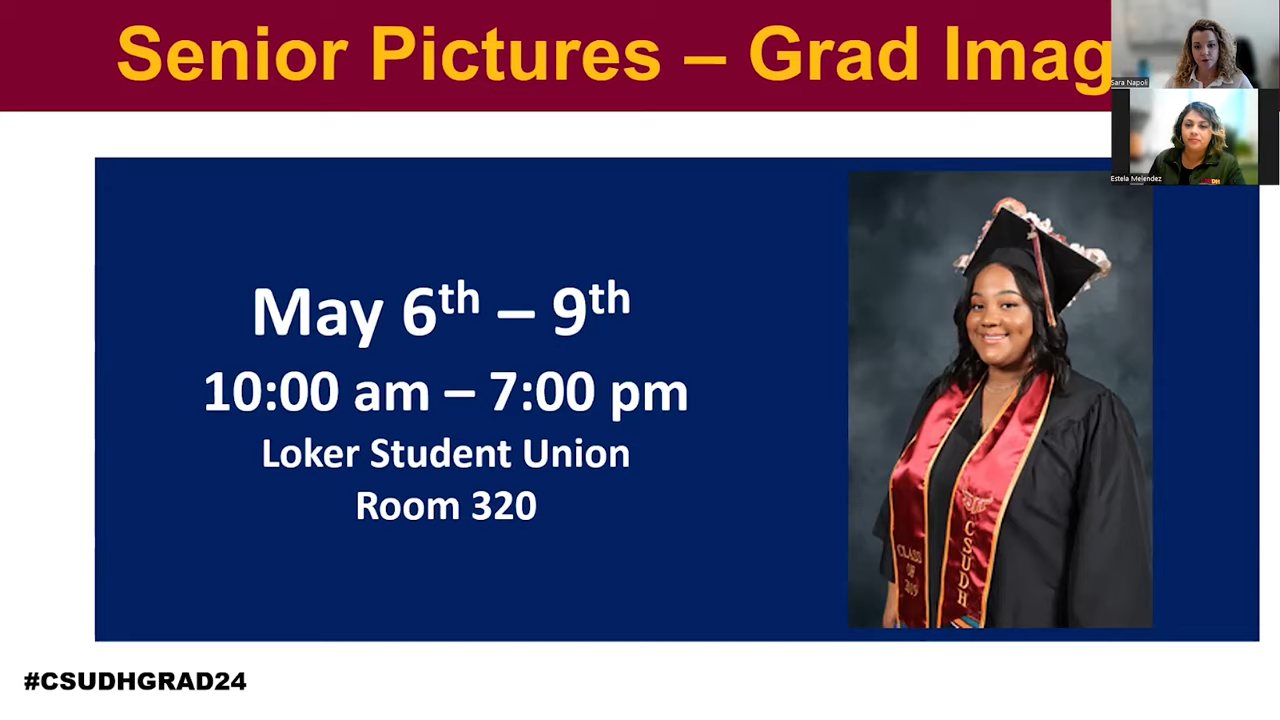 Senior Pictures – Grad Imag
Sara Napoli
Estela Melendez
May 6th – 9th
10:00 am – 7:00 pm
Loker Student Union
Room 320
CLASS
OF
2019
CSUDH
#CSUDHGRAD24